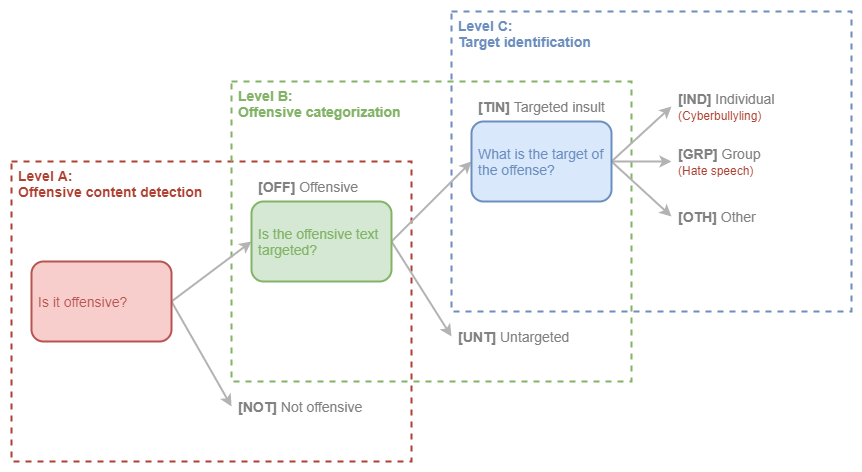 Level C:
Target identification
Level B:
Offensive categorization
[TIN] Targeted insult
[IND] Individual
(Cyberbullyling)
What is the target of
the offense?
[GRP] Group
(Hate speech)
[OTH] Other
Level A:
Offensive content detection
[OFF] Offensive
Is the offensive text
targeted?
Is it offensive?
[UNT] Untargeted
[NOT] Not offensive